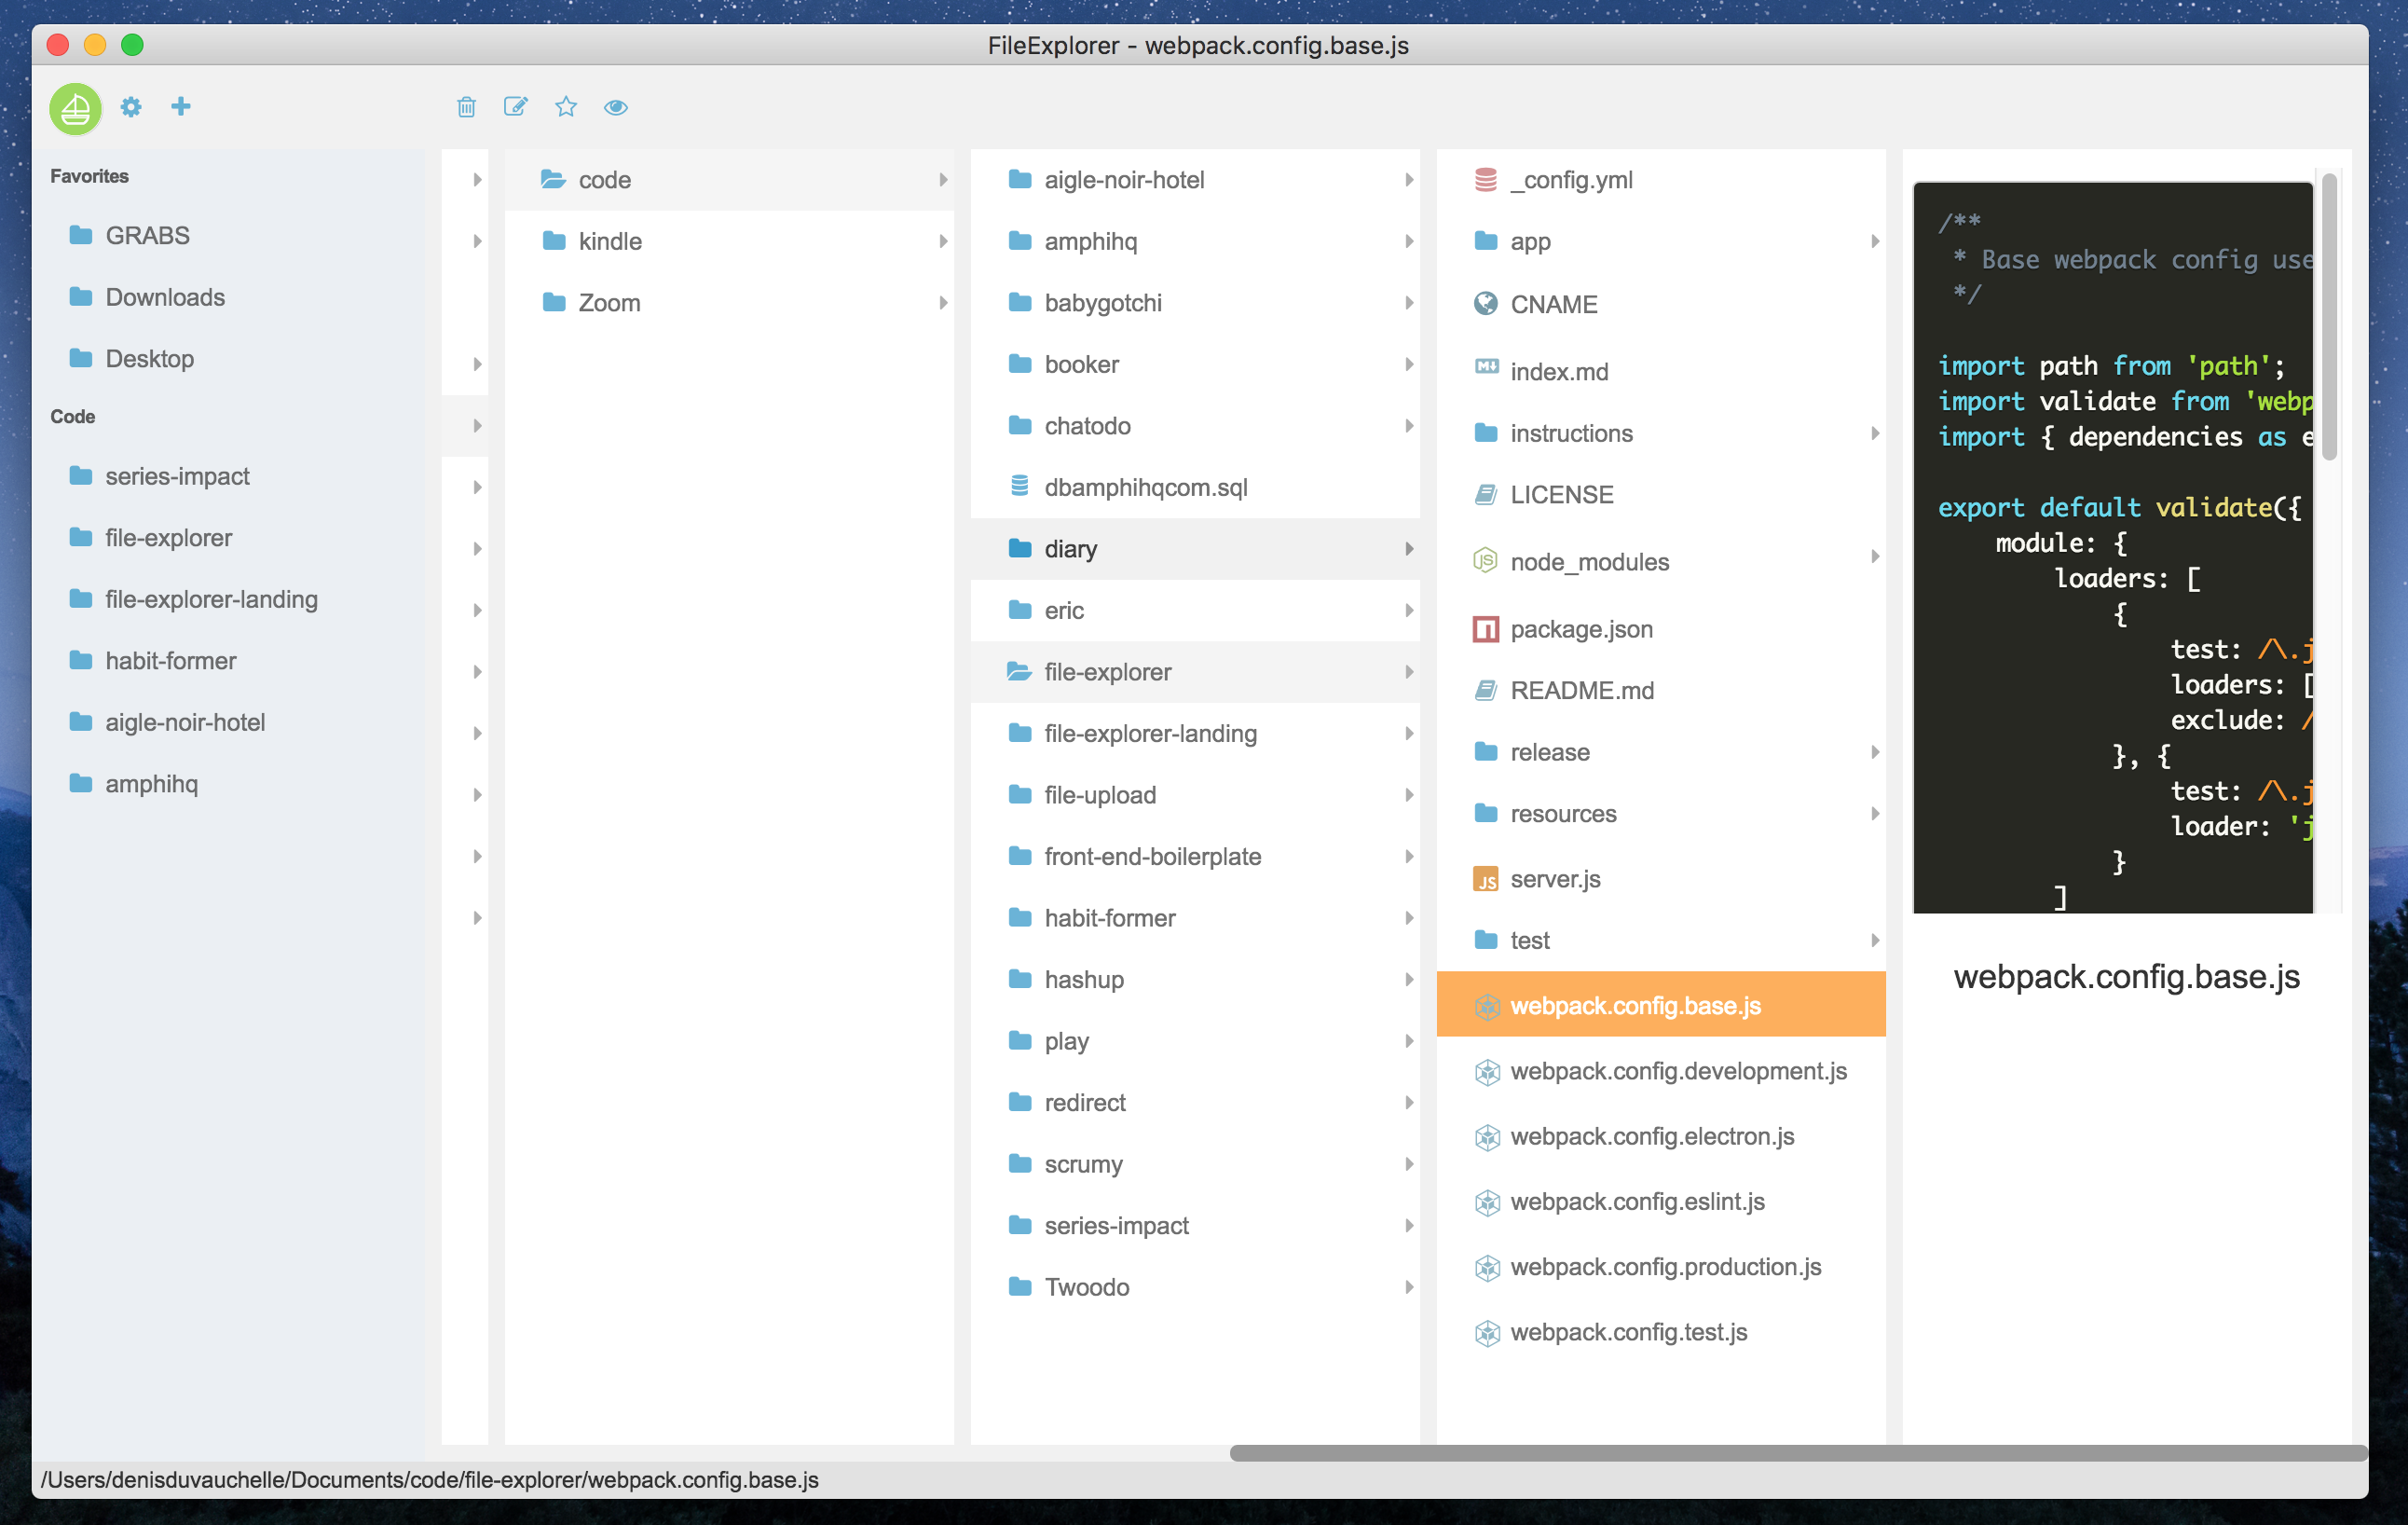 FileExplorer - webpack.config.base.js
Favorites
GRABS
Downloads
Desktop
Code
series-impact
file-explorer
file-explorer-landing
habit-former
aigle-noir-hotel
amphihq
code
kindle
Zoom
aigle-noir-hotel
amphihq
babygotchi
booker
chatodo
dbamphihqcom.sql
diary
eric
file-explorer
file-explorer-landing
file-upload
front-end-boilerplate
habit-former
hashup
play
redirect
scrumy
series-impact
Twoodo
_config.yml
app
CNAME
index.md
instructions
LICENSE
node_modules
package.json
README.md
release
resources
server.js
test
webpack.config.base.js
webpack.config.development.js
webpack.config.electron.js
webpack.config.eslint.js
webpack.config.production.js
webpack.config.test.js
/**
 * Base webpack config use
 */
import path from 'path';
import validate from 'webp
import { dependencies as e
export default validate({
module: {
loaders: [
{
test: /\.j
loaders: [
exclude: /
}, {
test: /\.j
loader: 'j
}
]
webpack.config.base.js
/Users/denisduvauchelle/Documents/code/file-explorer/webpack.config.base.js